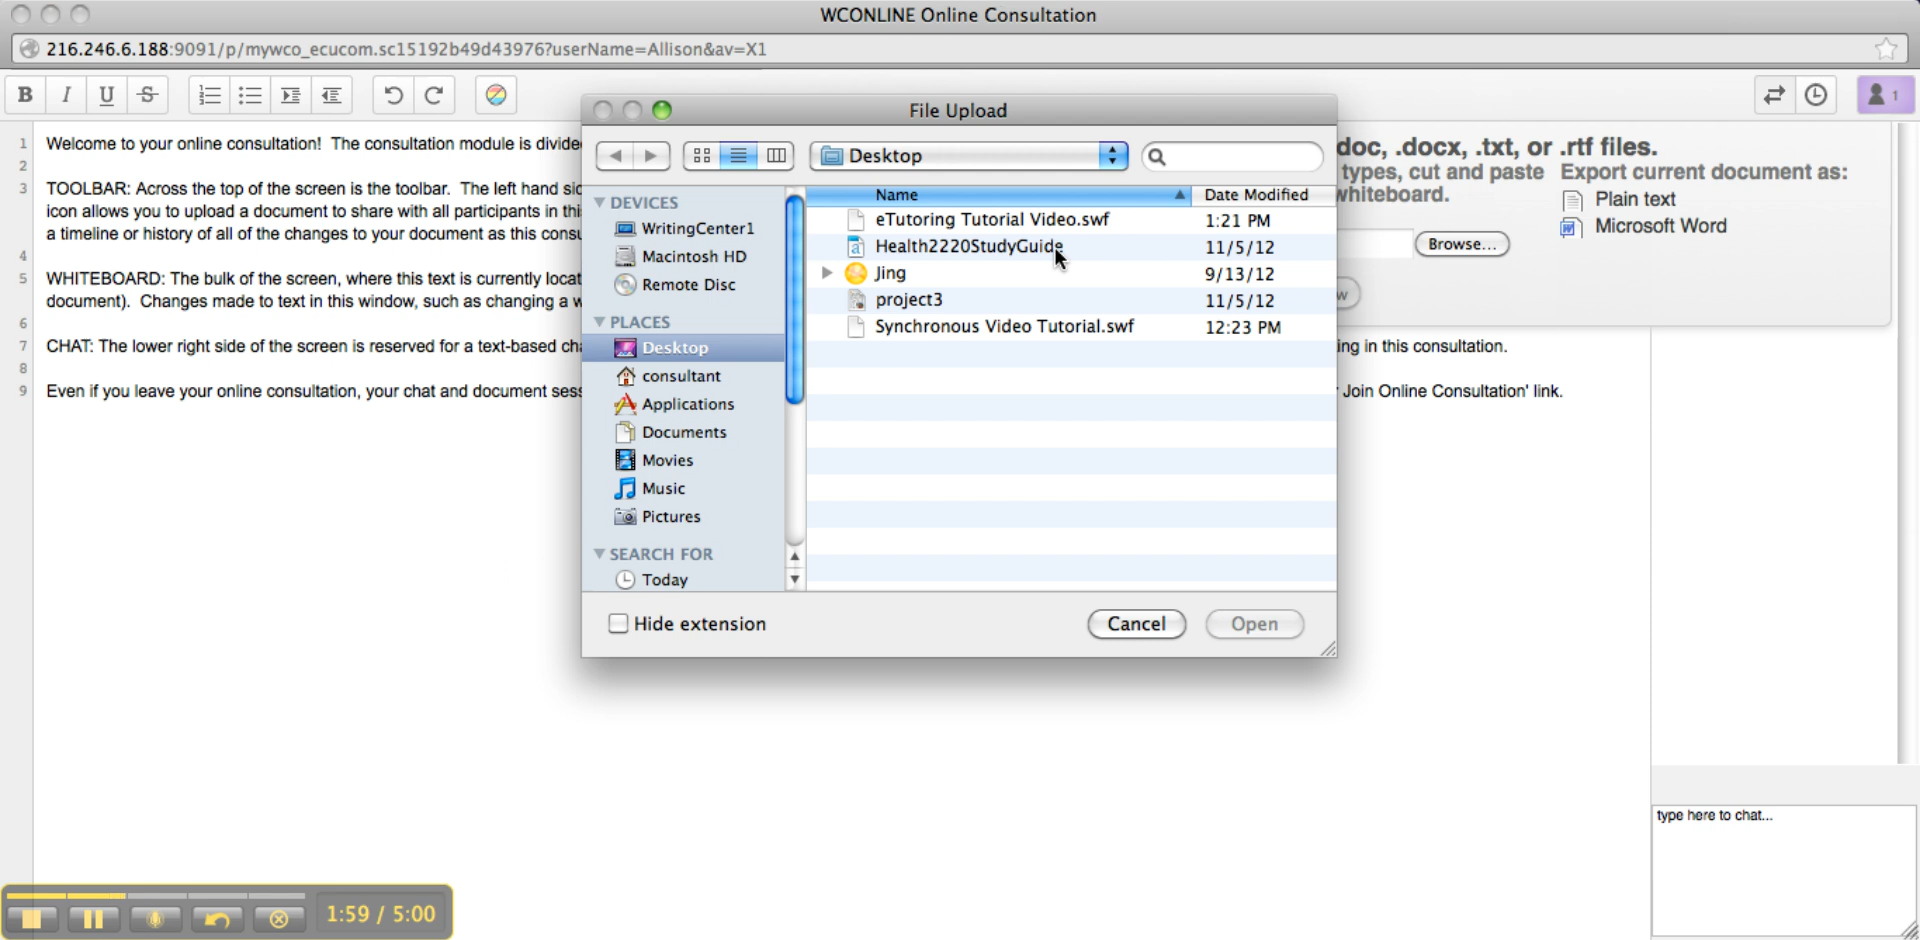 WCONLINE Online Consultation
216.246.6.188:9091/p/mywco_ecucom.sc15192b49d43976?userName=Allison&av=X1
B I U S
1
File Upload
Desktop
DEVICES
WritingCenter1
Macintosh HD
Remote Disc
PLACES
Desktop
consultant
Applications
Documents
Movies
Music
Pictures
SEARCH FOR
Today
Name Date Modified
eTutoring Tutorial Video.swf 1:21 PM
Health2220StudyGuide 11/5/12
Jing 9/13/12
project3 11/5/12
Synchronous Video Tutorial.swf 12:23 PM
Hide extension
Cancel Open
1 Welcome to your online consultation! The consultation module is divide
2
3 TOOLBAR: Across the top of the screen is the toolbar. The left hand sid
icon allows you to upload a document to share with all participants in thi
a timeline or history of all of the changes to your document as this consu
4
5 WHITEBOARD: The bulk of the screen, where this text is currently locat
document). Changes made to text in this window, such as changing a w
6
7 CHAT: The lower right side of the screen is reserved for a text-based cha
ing in this consultation.
8
9 Even if you leave your online consultation, your chat and document sess
Join Online Consultation' link.
doc, .docx, .txt, or .rtf files.
types, cut and paste
whiteboard.
Browse...
w
Export current document as:
Plain text
Microsoft Word
type here to chat...
1:59 / 5:00